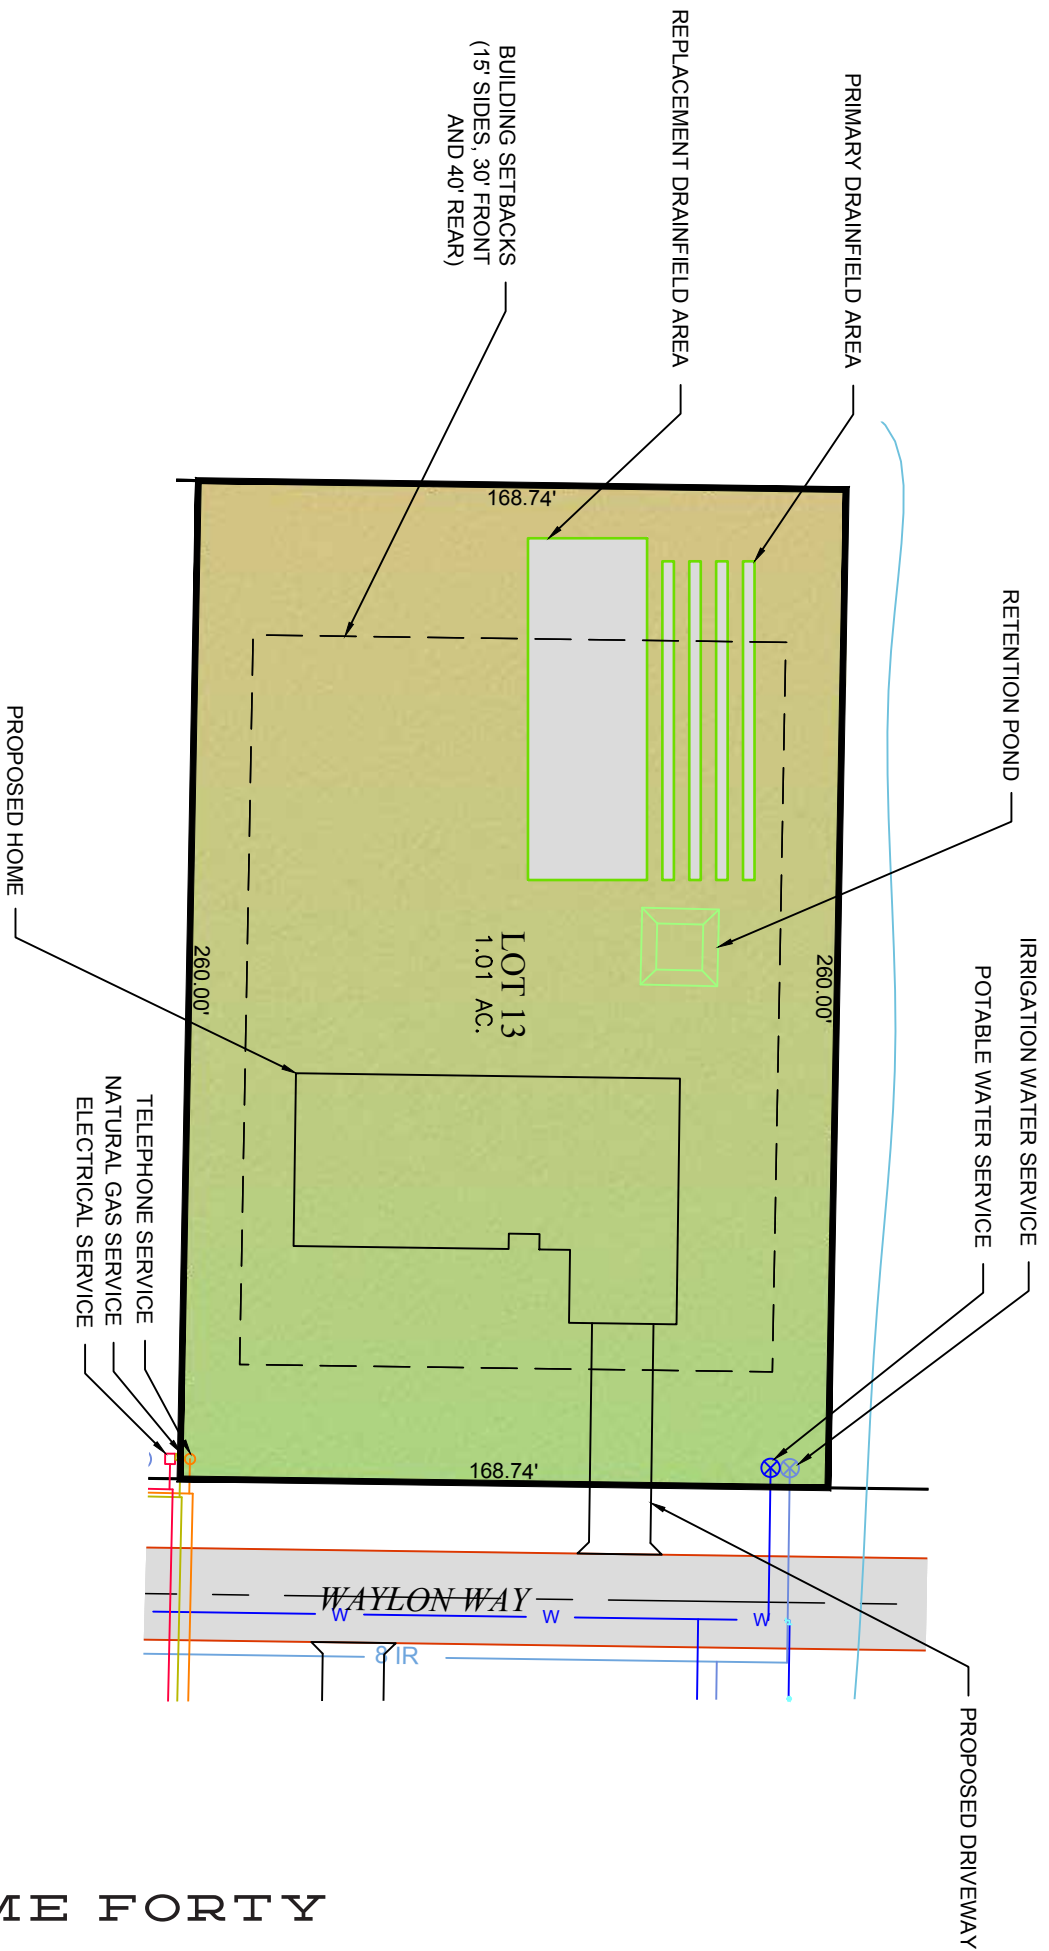 REPLACEMENT DRAINFIELD AREA
PRIMARY DRAINFIELD AREA
BUILDING SETBACKS
(15' SIDES, 30' FRONT
AND 40' REAR)
168.74'
RETENTION POND
PROPOSED HOME
260.00'
260.00'
LOT 13
1.01 AC.
IRRIGATION WATER SERVICE
POTABLE WATER SERVICE
TELEPHONE SERVICE
NATURAL GAS SERVICE
ELECTRICAL SERVICE
168.74'
WAYLON WAY
W
W
W
8 IR
PROPOSED DRIVEWAY
ME FORTY